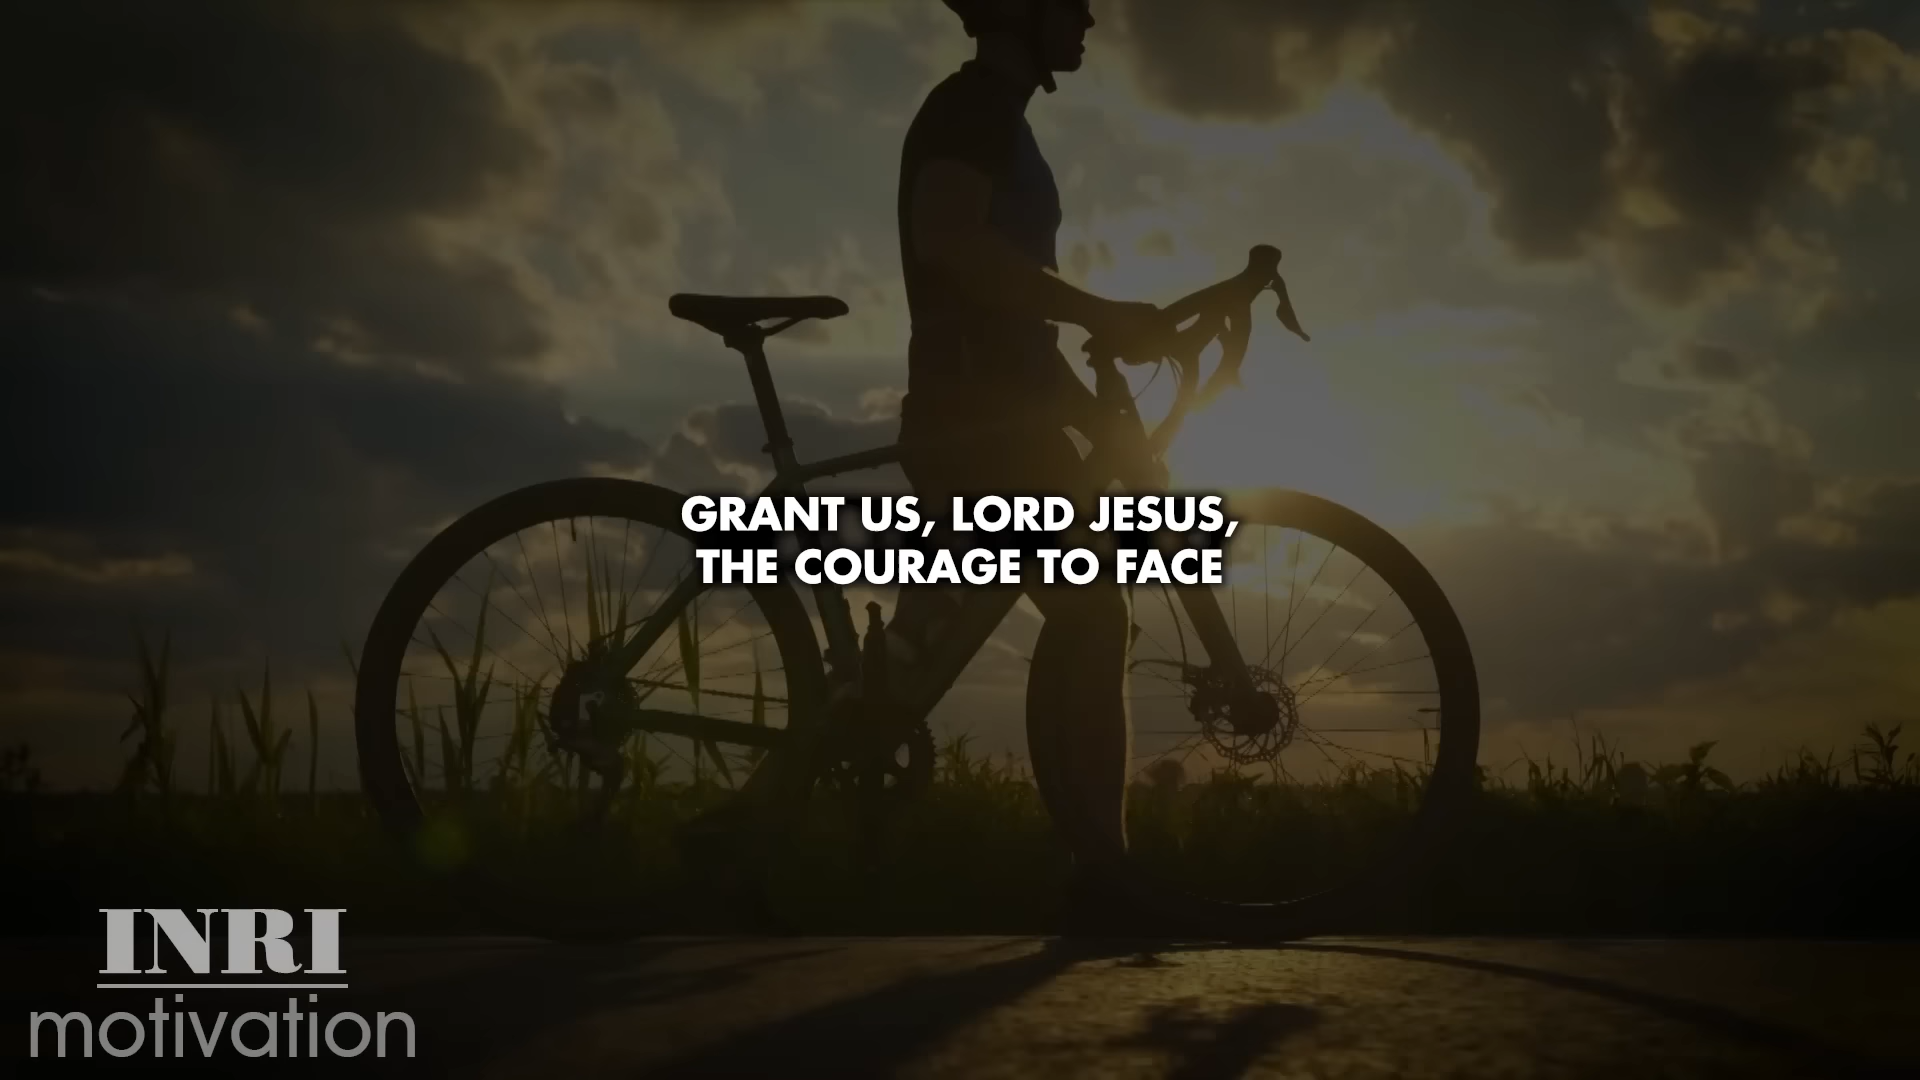 GRANT US, LORD JESUS,
THE COURAGE TO FACE
INRI
motivation